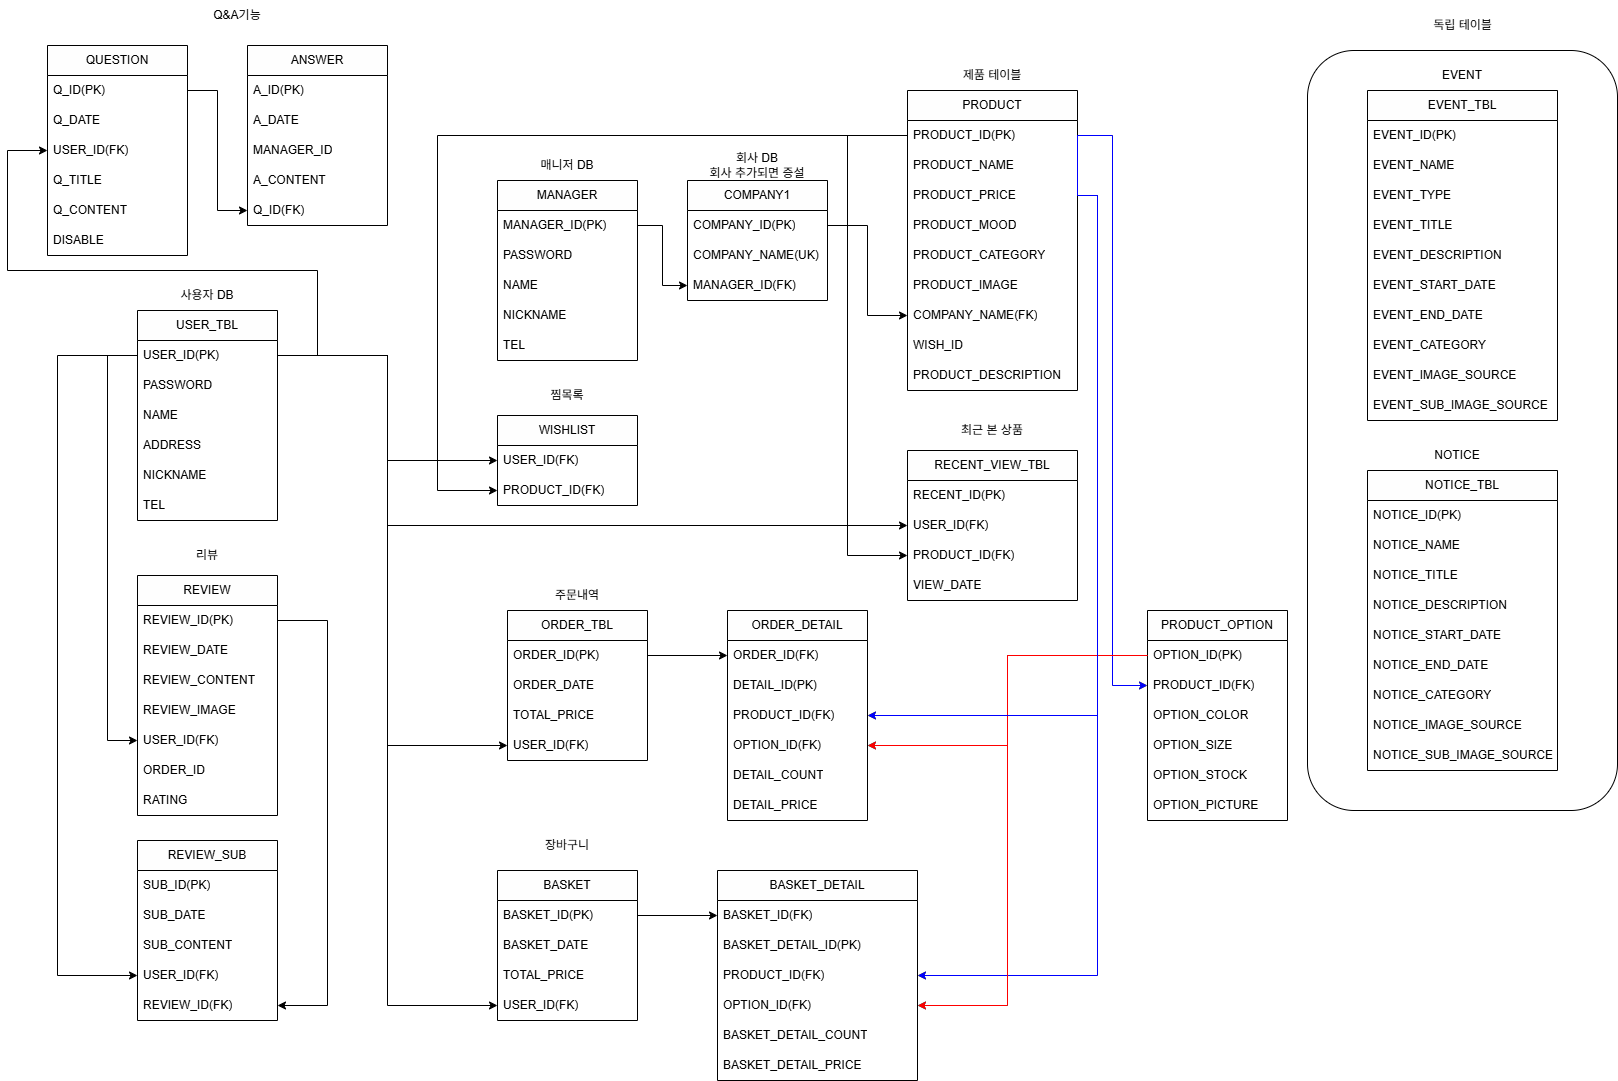 Q&A기능
QUESTION
Q_ID(PK)
Q_DATE
USER_ID(FK)
Q_TITLE
Q_CONTENT
DISABLE
ANSWER
A_ID(PK)
A_DATE
MANAGER_ID
A_CONTENT
Q_ID(FK)
사용자 DB
USER_TBL
USER_ID(PK)
PASSWORD
NAME
ADDRESS
NICKNAME
TEL
리뷰
REVIEW
REVIEW_ID(PK)
REVIEW_DATE
REVIEW_CONTENT
REVIEW_IMAGE
USER_ID(FK)
ORDER_ID
RATING
REVIEW_SUB
SUB_ID(PK)
SUB_DATE
SUB_CONTENT
USER_ID(FK)
REVIEW_ID(FK)
매니저 DB
MANAGER
MANAGER_ID(PK)
PASSWORD
NAME
NICKNAME
TEL
회사 DB
회사 추가되면 증설
COMPANY1
COMPANY_ID(PK)
COMPANY_NAME(UK)
MANAGER_ID(FK)
찜목록
WISHLIST
USER_ID(FK)
PRODUCT_ID(FK)
제품 테이블
PRODUCT
PRODUCT_ID(PK)
PRODUCT_NAME
PRODUCT_PRICE
PRODUCT_MOOD
PRODUCT_CATEGORY
PRODUCT_IMAGE
COMPANY_NAME(FK)
WISH_ID
PRODUCT_DESCRIPTION
최근 본 상품
RECENT_VIEW_TBL
RECENT_ID(PK)
USER_ID(FK)
PRODUCT_ID(FK)
VIEW_DATE
주문내역
ORDER_TBL
ORDER_ID(PK)
ORDER_DATE
TOTAL_PRICE
USER_ID(FK)
ORDER_DETAIL
ORDER_ID(FK)
DETAIL_ID(PK)
PRODUCT_ID(FK)
OPTION_ID(FK)
DETAIL_COUNT
DETAIL_PRICE
PRODUCT_OPTION
OPTION_ID(PK)
PRODUCT_ID(FK)
OPTION_COLOR
OPTION_SIZE
OPTION_STOCK
OPTION_PICTURE
장바구니
BASKET
BASKET_ID(PK)
BASKET_DATE
TOTAL_PRICE
USER_ID(FK)
BASKET_DETAIL
BASKET_ID(FK)
BASKET_DETAIL_ID(PK)
PRODUCT_ID(FK)
OPTION_ID(FK)
BASKET_DETAIL_COUNT
BASKET_DETAIL_PRICE
독립 테이블
EVENT
EVENT_TBL
EVENT_ID(PK)
EVENT_NAME
EVENT_TYPE
EVENT_TITLE
EVENT_DESCRIPTION
EVENT_START_DATE
EVENT_END_DATE
EVENT_CATEGORY
EVENT_IMAGE_SOURCE
EVENT_SUB_IMAGE_SOURCE
NOTICE
NOTICE_TBL
NOTICE_ID(PK)
NOTICE_NAME
NOTICE_TITLE
NOTICE_DESCRIPTION
NOTICE_START_DATE
NOTICE_END_DATE
NOTICE_CATEGORY
NOTICE_IMAGE_SOURCE
NOTICE_SUB_IMAGE_SOURCE